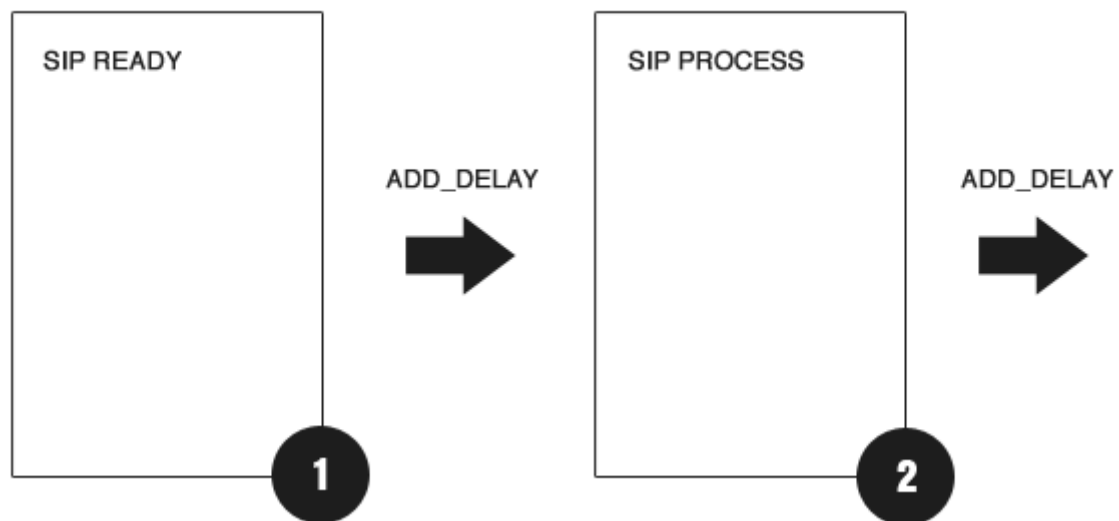 SIP READY
ADD_DELAY
1
SIP PROCESS
ADD_DELAY
2